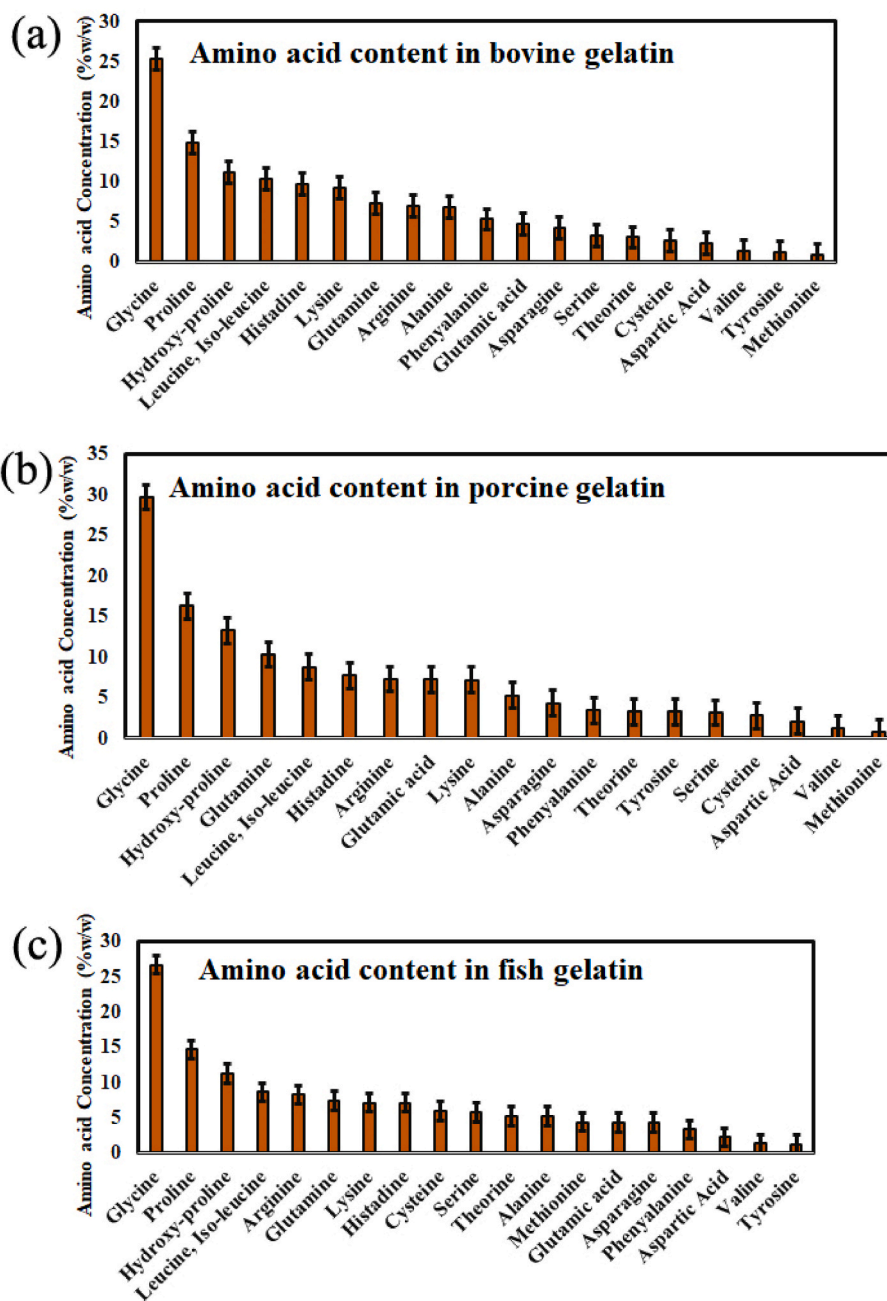 (a)
Amino acid content in bovine gelatin
Amino acid Concentration (%w/w)
30
25
20
15
10
5
0
Glycine
Proline
Hydroxy-proline
Leucine, Iso-leucine
Histadine
Lysine
Glutamine
Arginine
Alanine
Phenyalanine
Glutamic acid
Asparagine
Serine
Theorine
Cysteine
Aspartic Acid
Valine
Tyrosine
Methionine
(b)
Amino acid content in porcine gelatin
Amino acid Concentration (%w/w)
35
30
25
20
15
10
5
0
Glycine
Proline
Hydroxy-proline
Glutamine
Leucine, Iso-leucine
Histadine
Arginine
Glutamic acid
Lysine
Alanine
Asparagine
Phenyalanine
Theorine
Tyrosine
Serine
Cysteine
Aspartic Acid
Valine
Methionine
(c)
Amino acid content in fish gelatin
Amino acid Concentration (%w/w)
30
25
20
15
10
5
0
Glycine
Proline
Hydroxy-proline
Leucine, Iso-leucine
Arginine
Glutamine
Lysine
Histadine
Cysteine
Serine
Theorine
Alanine
Methionine
Glutamic acid
Asparagine
Phenyalanine
Aspartic Acid
Valine
Tyrosine